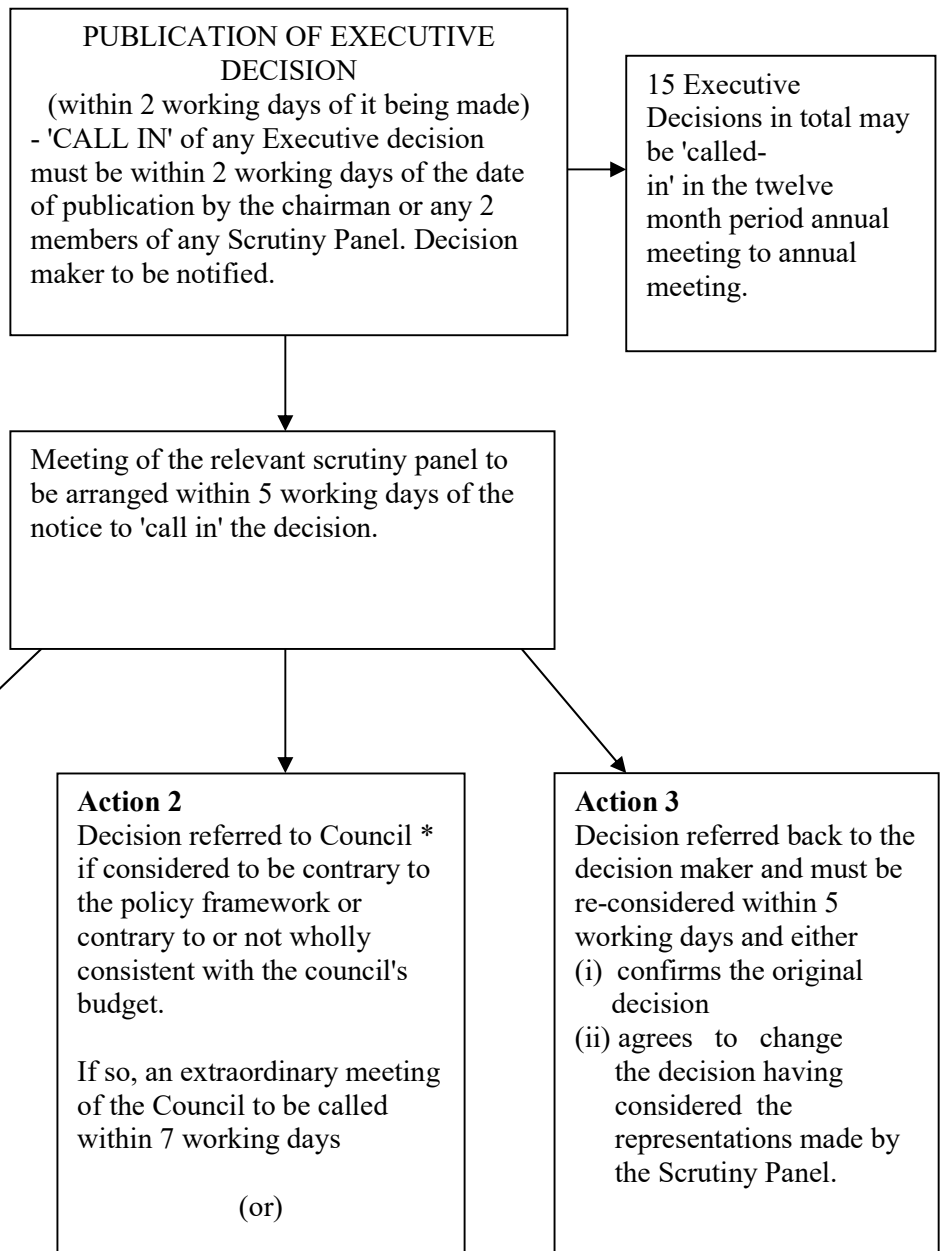 PUBLICATION OF EXECUTIVE
DECISION
(within 2 working days of it being made)
- 'CALL IN' of any Executive decision
must be within 2 working days of the date
of publication by the chairman or any 2
members of any Scrutiny Panel. Decision
maker to be notified.
15 Executive
Decisions in total may
be 'called-
in' in the twelve
month period annual
meeting to annual
meeting.
Meeting of the relevant scrutiny panel to
be arranged within 5 working days of the
notice to 'call in' the decision.
Action 2
Decision referred to Council *
if considered to be contrary to
the policy framework or
contrary to or not wholly
consistent with the council's
budget.
If so, an extraordinary meeting
of the Council to be called
within 7 working days
(or)
Action 3
Decision referred back to the
decision maker and must be
re-considered within 5
working days and either
(i) confirms the original
decision
(ii) agrees to change
the decision having
considered the
representations made by
the Scrutiny Panel.